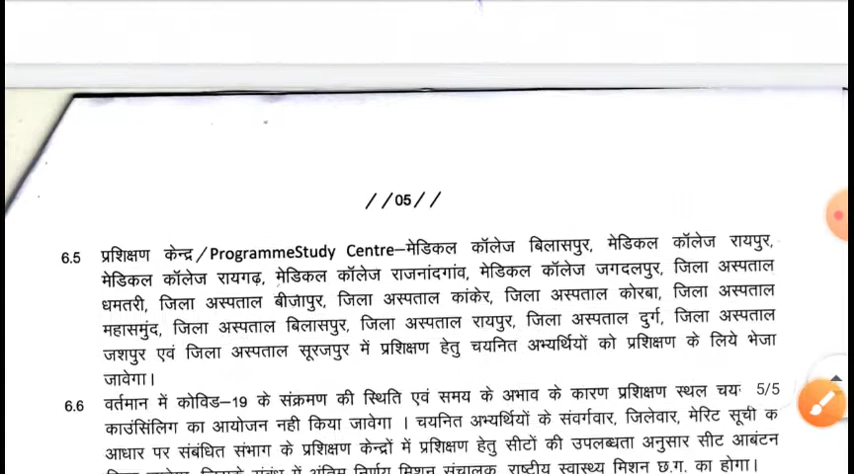 //05//
6.5 प्रशिक्षण केन्द्र/ProgrammeStudy Centre–मेडिकल कॉलेज बिलासपुर, मेडिकल कॉलेज रायपुर,
मेडिकल कॉलेज रायगढ़, मेडिकल कॉलेज राजनांदगांव, मेडिकल कॉलेज जगदलपुर, जिला अस्पताल
धमतरी, जिला अस्पताल बीजापुर, जिला अस्पताल कांकेर, जिला अस्पताल कोरबा, जिला अस्पताल
महासमुंद, जिला अस्पताल बिलासपुर, जिला अस्पताल रायपुर, जिला अस्पताल दुर्ग, जिला अस्पताल
जशपुर एवं जिला अस्पताल सूरजपुर में प्रशिक्षण हेतु चयनित अभ्यर्थियों को प्रशिक्षण के लिये भेजा
जावेगा।
6.6 वर्तमान में कोविड–19 के संक्रमण की स्थिति एवं समय के अभाव के कारण प्रशिक्षण स्थल 5/5
काउंसिलिंग का आयोजन नही किया जावेगा । चयनित अभ्यर्थियों के संवर्गवार, जिलेवार, मेरिट सूची क
आधार पर संबंधित संभाग के प्रशिक्षण केन्द्रों में प्रशिक्षण हेतु सीटों की उपलब्धता अनुसार सीट आबंटन
में अंतिम निर्णय मिशन संचालक, राष्ट्रीय स्वास्थ्य मिशन छ.ग. का होगा।